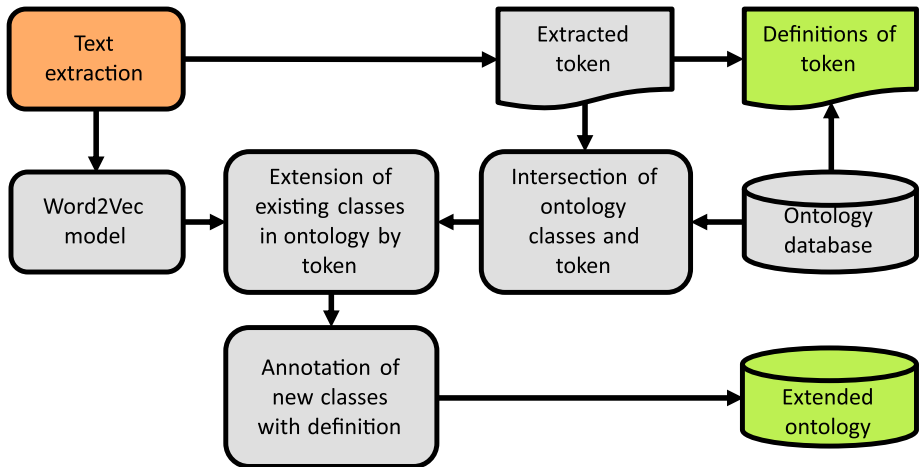 Text
extraction
Extracted
token
Definitions of
token
Word2Vec
model
Extension of
existing classes
in ontology by
token
Intersection of
ontology
classes and
token
Ontology
database
Annotation of
new classes
with definition
Extended
ontology